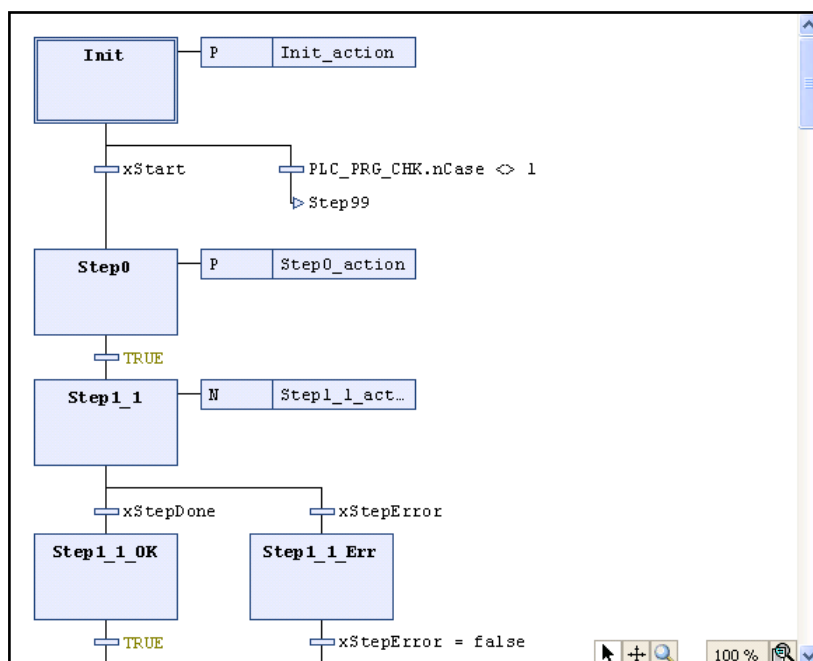 Init
P Init_action
xStart
PLC_PRG_CHK.nCase <> 1
Step99
Step0
P Step0_action
TRUE
Step1_1
N Step1_1_act…
xStepDone
xStepError
Step1_1_OK
Step1_1_Err
TRUE
xStepError = false
100 %